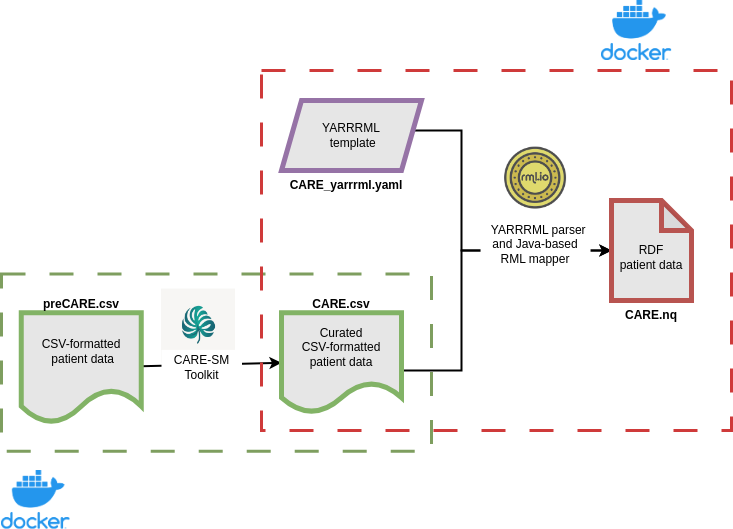 docker
YARRRML
template
CARE_yarrrml.yaml
rml.io
YARRRML parser
and Java-based
RML mapper
RDF
patient data
CARE.nq
preCARE.csv
CSV-formatted
patient data
CARE-SM
Toolkit
CARE.csv
Curated
CSV-formatted
patient data
docker